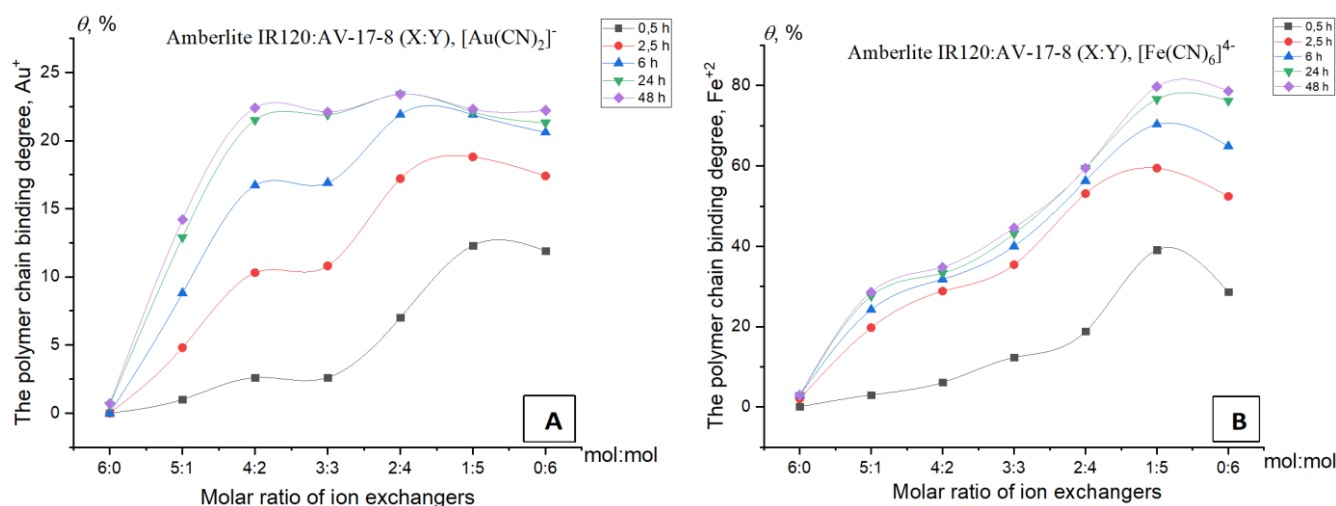 θ, %
Amberlite IR120:AV-17-8 (X:Y), [Au(CN)2]-
0,5 h
2,5 h
6 h
24 h
48 h
The polymer chain binding degree, Au+
25
20
15
10
5
0
A
6:0 5:1 4:2 3:3 2:4 1:5 0:6
mol:mol
Molar ratio of ion exchangers
θ, %
Amberlite IR120:AV-17-8 (X:Y), [Fe(CN)6]4-
0,5 h
2,5 h
6 h
24 h
48 h
The polymer chain binding degree, Fe+2
80
60
40
20
0
B
6:0 5:1 4:2 3:3 2:4 1:5 0:6
mol:mol
Molar ratio of ion exchangers